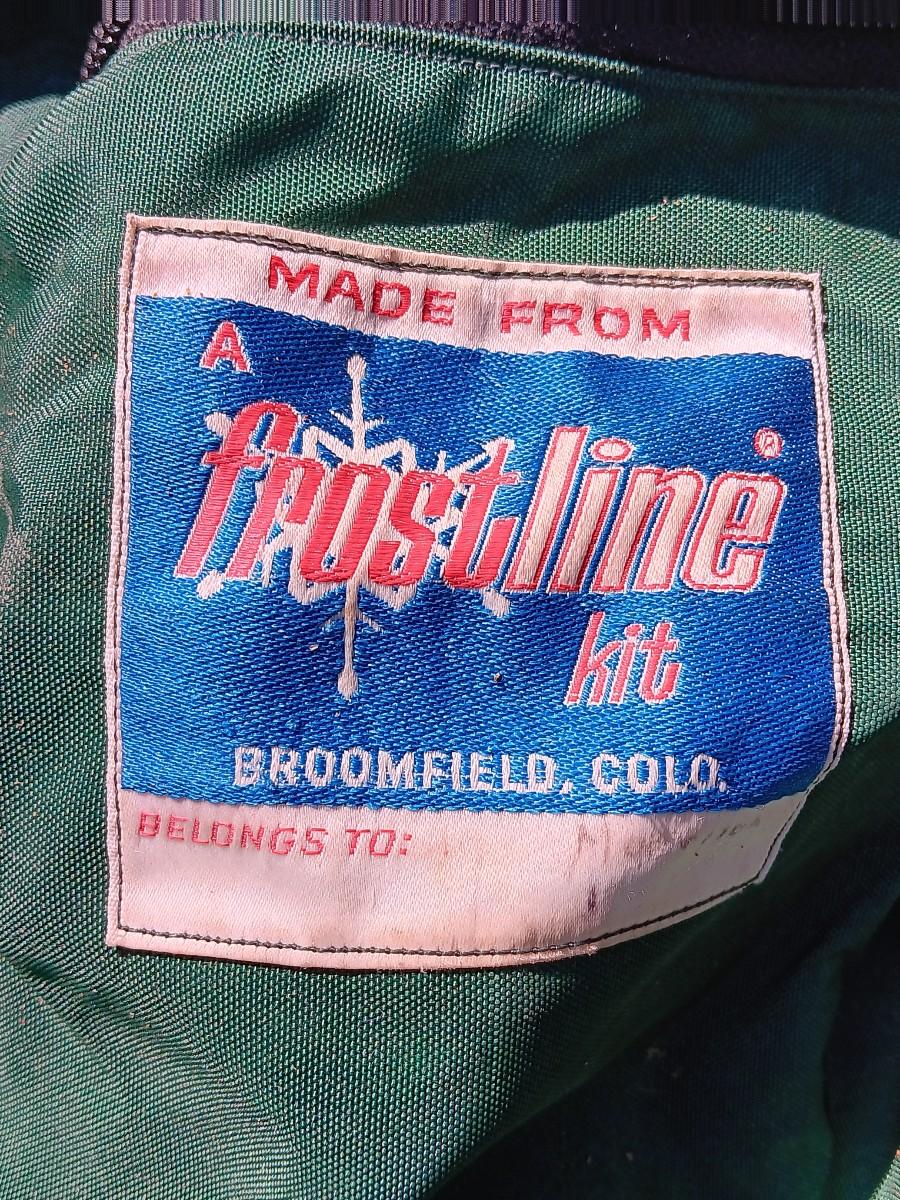 MADE FROM
A
frostline®
kit
BROOMFIELD, COLO.
BELONGS TO: